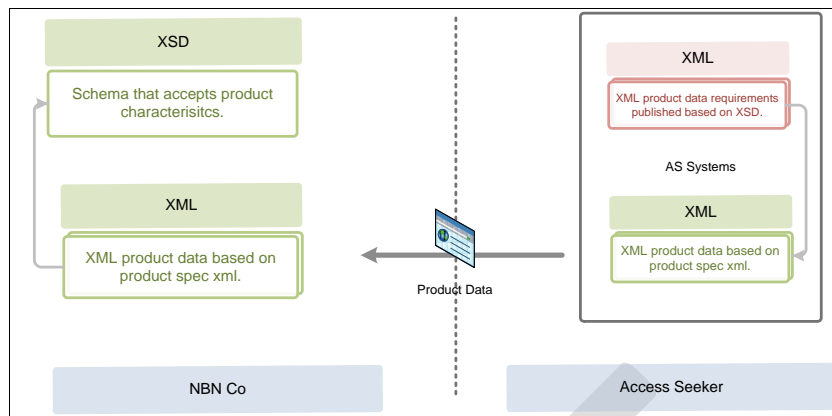 XSD
Schema that accepts product
characterisitcs.
XML
XML product data based on
product spec xml.
NBN Co
Product Data
XML
XML product data requirements
published based on XSD.
AS Systems
XML
XML product data based on
product spec xml.
Access Seeker